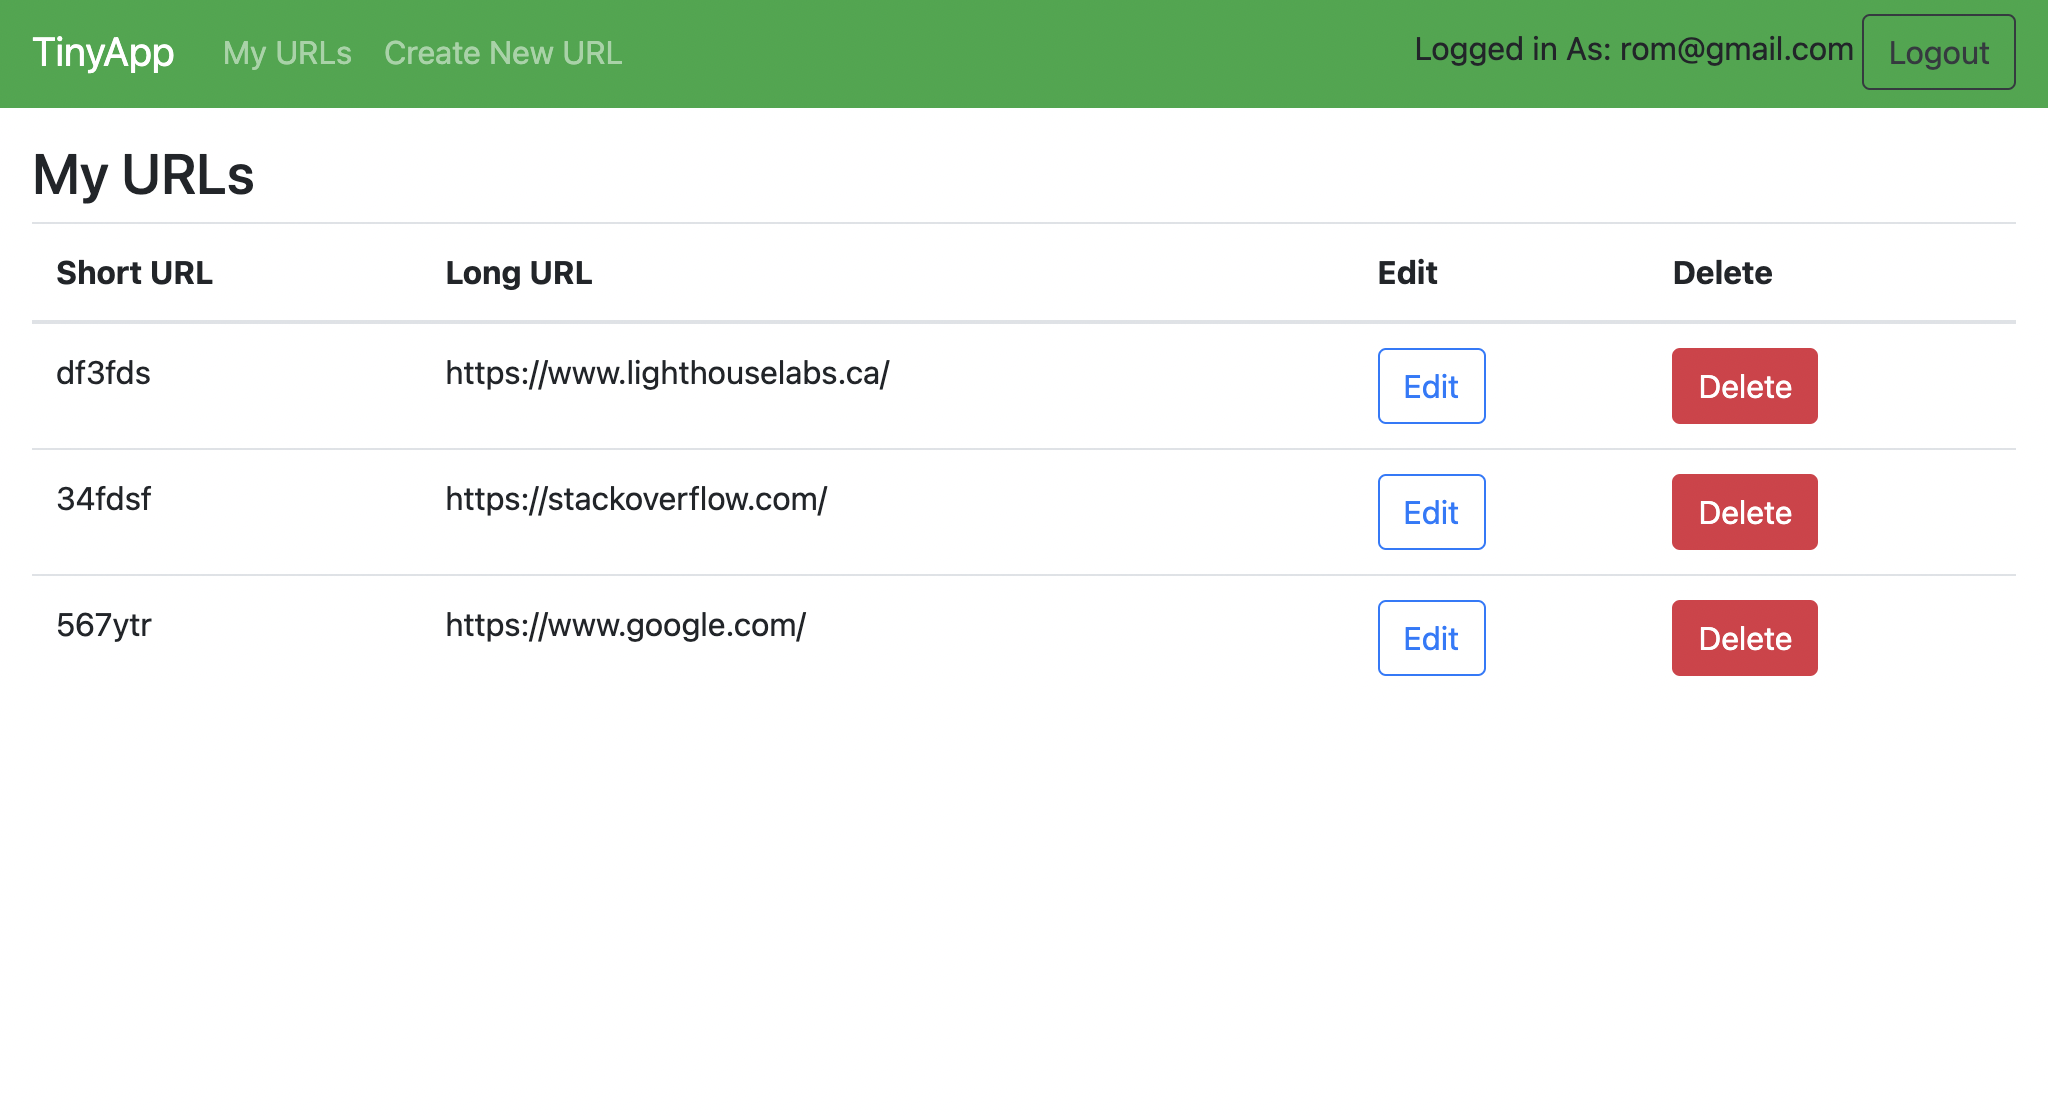 TinyApp My URLs Create New URL Logged in As: rom@gmail.com Logout
My URLs
Short URL Long URL Edit Delete
df3fds https://www.lighthouselabs.ca/ Edit Delete
34fdsf https://stackoverflow.com/ Edit Delete
567ytr https://www.google.com/ Edit Delete